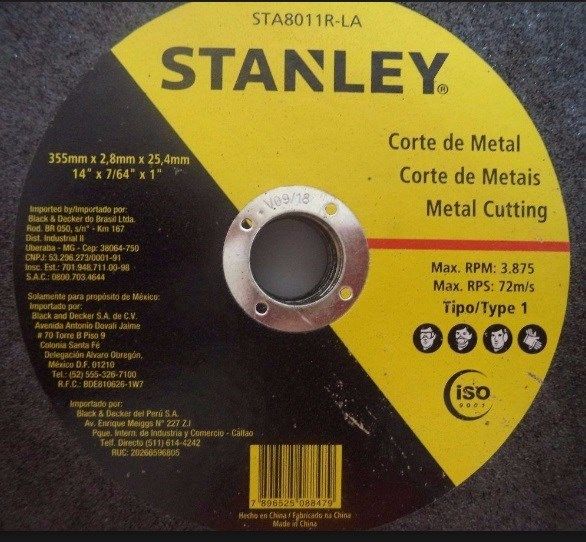 STA8011R-LA
STANLEY®
355mm x 2,8mm x 25,4mm
14" x 7/64" x 1"
Corte de Metal
Corte de Metais
Metal Cutting
V09/18
Imported by/Importado por:
Black & Decker do Brasil Ltda.
Rod. BR 050, s/n° - Km 167
Dist. Industrial II
Uberaba - MG - Cep: 38064-750
CNPJ: 53.296.273/0001-91
Insc. Est.: 701.948.711.00-98
S.A.C.: 0800.703.4644
Max. RPM: 3.875
Max. RPS: 72m/s
Tipo/Type 1
Solamente para propósito de México:
Importado por:
Black and Decker S.A. de C.V.
Avenida Antonio Dovali Jaime
# 70 Torre B Piso 9
Colonia Santa Fé
Delegación Alvaro Obregón,
México D.F. 01210
Tel.: (52) 555-326-7100
R.F.C.: BDE810626-1W7
iso
9001
Importado por:
Black & Decker del Perú S.A.
Av. Enrique Meiggs N° 227 Z.I
Pque. Intern. de Industria y Comercio - Callao
Telf. Directo (511) 614-4242
RUC: 20266596805
7 896525 088479
Hecho en China / Fabricado na China
Made in China